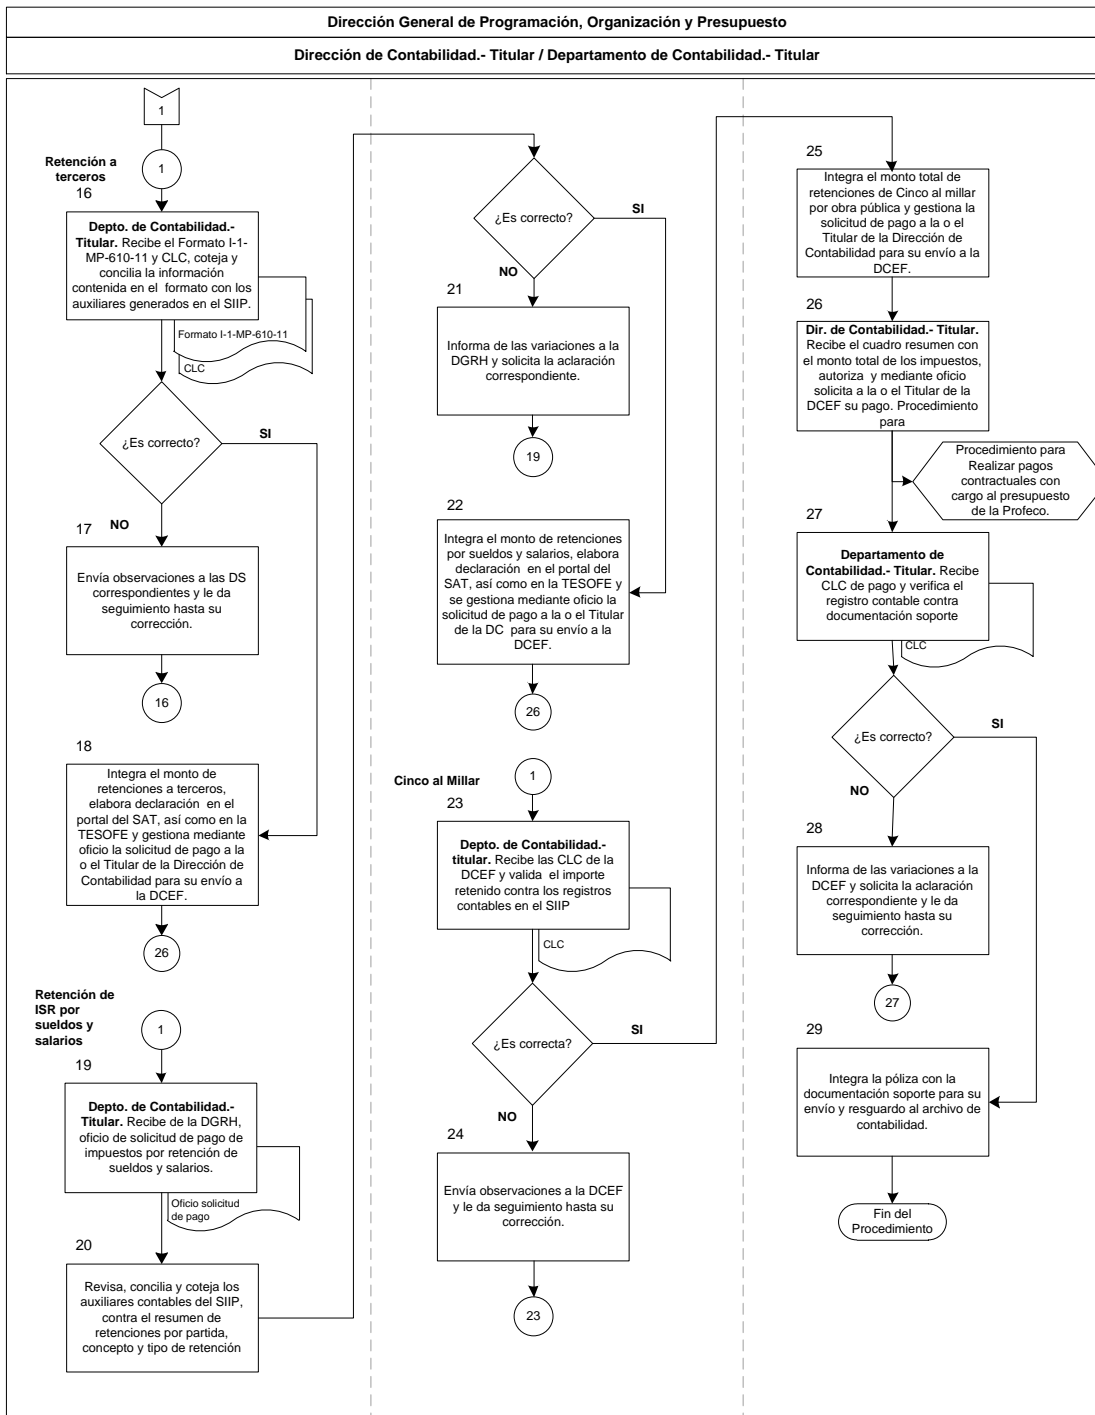 Dirección General de Programación, Organización y Presupuesto
Dirección de Contabilidad.- Titular / Departamento de Contabilidad.- Titular
1
Retención a
terceros
1
16
Depto. de Contabilidad.-
Titular. Recibe el Formato I-1-
MP-610-11 y CLC, coteja y
concilia la información
contenida en el formato con los
auxiliares generados en el SIIP.
Formato I-1-MP-610-11
CLC
¿Es correcto?
SI
NO
17
Envía observaciones a las DS
correspondientes y le da
seguimiento hasta su
corrección.
16
18
Integra el monto de
retenciones a terceros,
elabora declaración en el
portal del SAT, así como en la
TESOFE y gestiona mediante
oficio la solicitud de pago a la
o el Titular de la Dirección de
Contabilidad para su envío a
la DCEF.
26
Retención de
ISR por
sueldos y
salarios
1
19
Depto. de Contabilidad.-
Titular. Recibe de la DGRH,
oficio de solicitud de pago de
impuestos por retención de
sueldos y salarios.
Oficio solicitud
de pago
20
Revisa, concilia y coteja los
auxiliares contables del SIIP,
contra el resumen de
retenciones por partida,
concepto y tipo de retención
¿Es correcto?
SI
NO
21
Informa de las variaciones a la
DGRH y solicita la aclaración
correspondiente.
19
22
Integra el monto de retenciones
por sueldos y salarios, elabora
declaración en el portal del
SAT, así como en la TESOFE y
se gestiona mediante oficio la
solicitud de pago a la o el Titular
de la DC para su envío a la
DCEF.
26
Cinco al Millar
1
23
Depto. de Contabilidad.-
titular. Recibe las CLC de la
DCEF y valida el importe
retenido contra los registros
contables en el SIIP
CLC
¿Es correcta?
SI
NO
24
Envía observaciones a la DCEF
y le da seguimiento hasta su
corrección.
23
25
Integra el monto total de
retenciones de Cinco al millar
por obra pública y gestiona la
solicitud de pago a la o el
Titular de la Dirección de
Contabilidad para su envío a la
DCEF.
26
Dir. de Contabilidad.- Titular.
Recibe el cuadro resumen con
el monto total de los impuestos,
autoriza y mediante oficio
solicita a la o el Titular de la
DCEF su pago. Procedimiento
para
Procedimiento para
Realizar pagos
contractuales con
cargo al presupuesto
de la Profeco.
27
Departamento de
Contabilidad.- Titular. Recibe
CLC de pago y verifica el
registro contable contra
documentación soporte
CLC
¿Es correcto?
SI
NO
28
Informa de las variaciones a la
DCEF y solicita la aclaración
correspondiente y le da
seguimiento hasta su
corrección.
27
29
Integra la póliza con la
documentación soporte para su
envío y resguardo al archivo de
contabilidad.
Fin del
Procedimiento